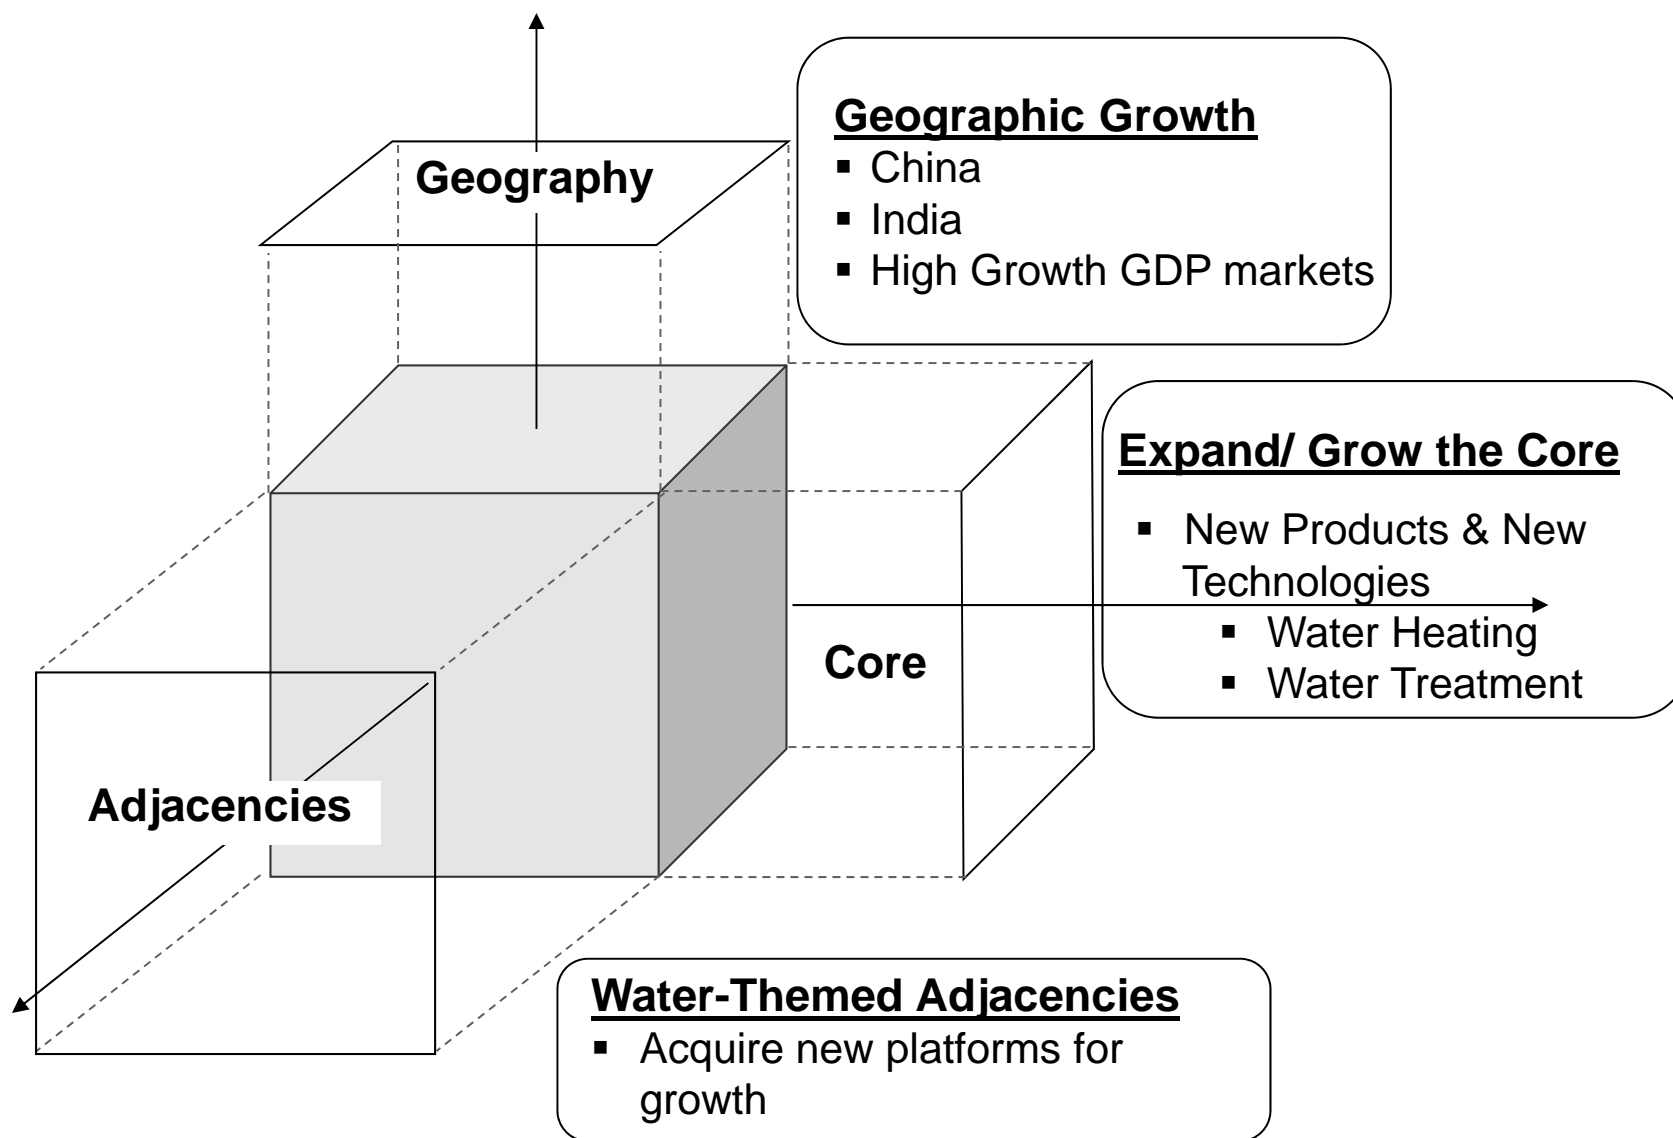 Geography
Geographic Growth
▪ China
▪ India
▪ High Growth GDP markets
Expand/ Grow the Core
▪ New Products & New
Technologies
▪ Water Heating
▪ Water Treatment
Core
Adjacencies
Water-Themed Adjacencies
▪ Acquire new platforms for
growth